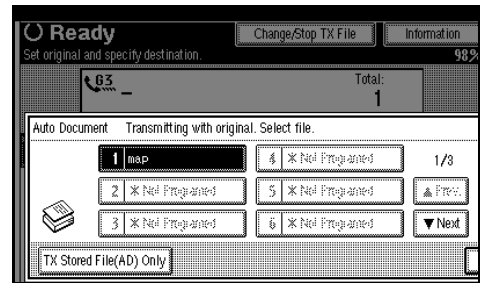 Ready Change/Stop TX File Information
Set original and specify destination. 98%
G3 _ Total:
1
Auto Document Transmitting with original. Select file.
1 map 4 * Not Programed 1/3
2 * Not Programed 5 * Not Programed ▲ Prev.
3 * Not Programed 6 * Not Programed ▼ Next
TX Stored File(AD) Only